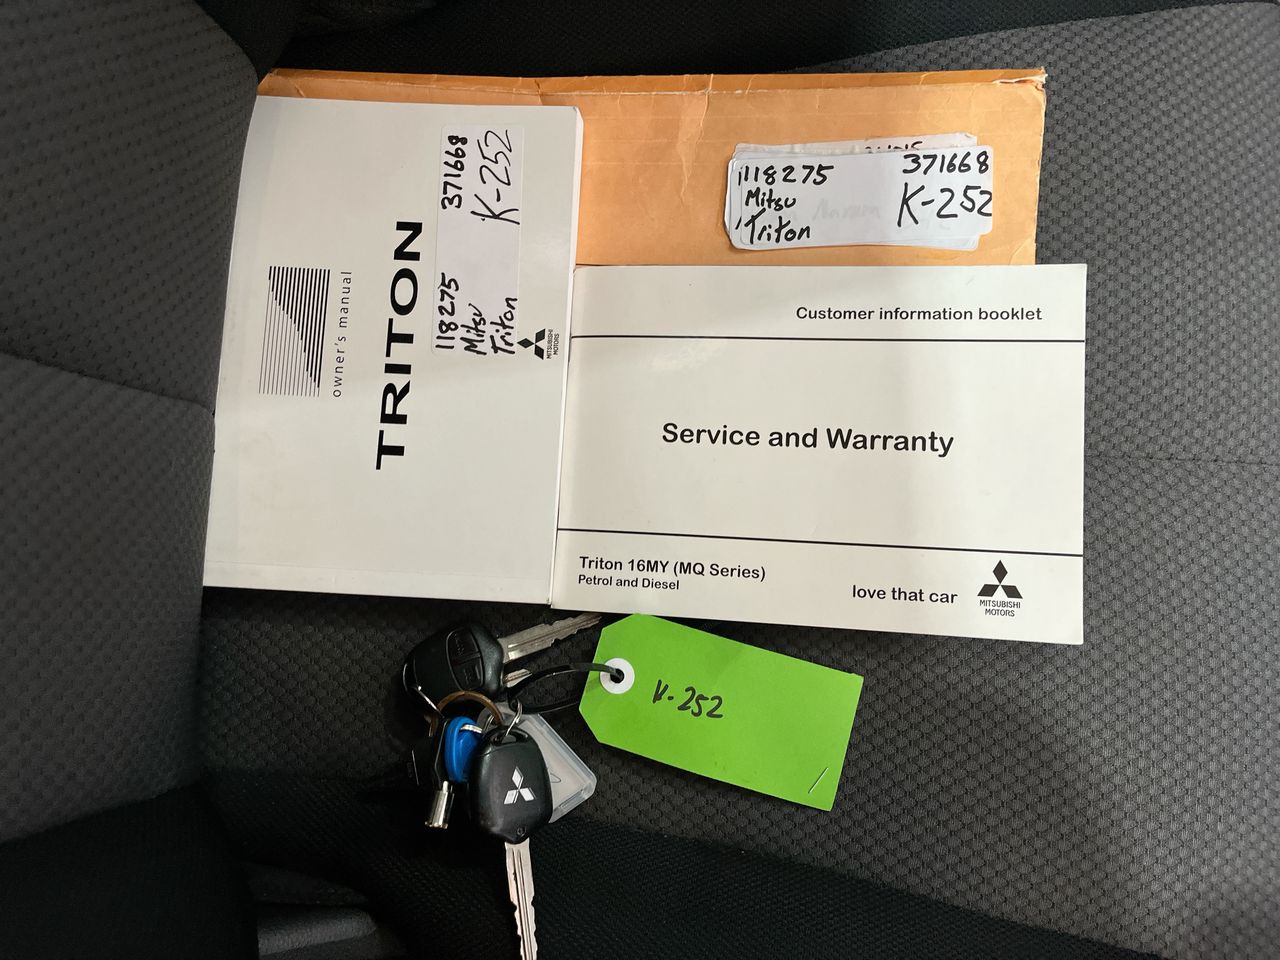 owner's manual
TRITON
118275 371668
Mitsu K-252
Triton
MITSUBISHI
MOTORS
118275 371668
Mitsu K-252
Triton
Customer information booklet
Service and Warranty
Triton 16MY (MQ Series)
Petrol and Diesel
love that car
MITSUBISHI
MOTORS
K-252